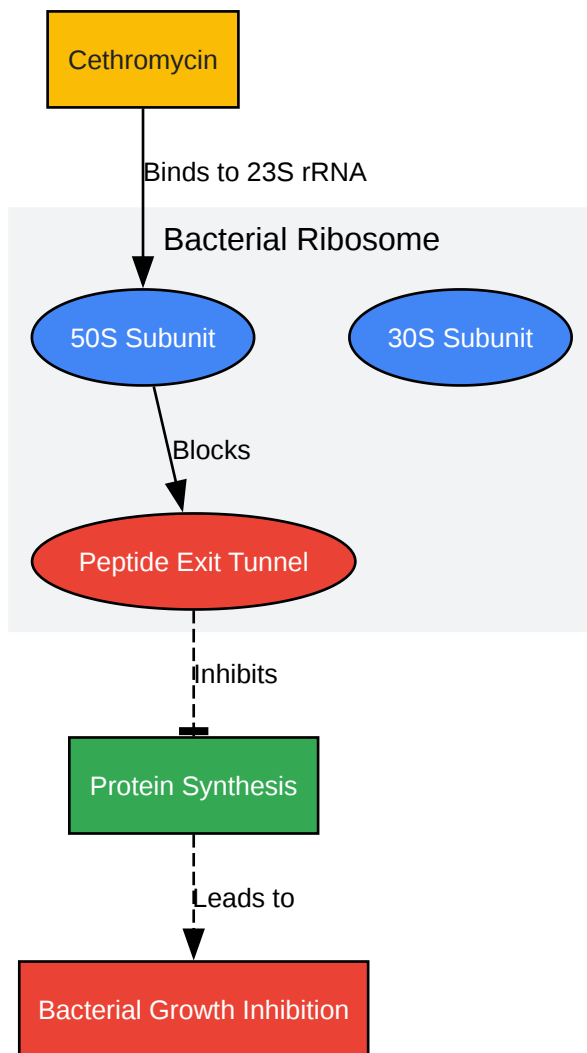 Cethromycin
Binds to 23S rRNA
Bacterial Ribosome
50S Subunit
30S Subunit
Blocks
Peptide Exit Tunnel
Inhibits
Protein Synthesis
Leads to
Bacterial Growth Inhibition